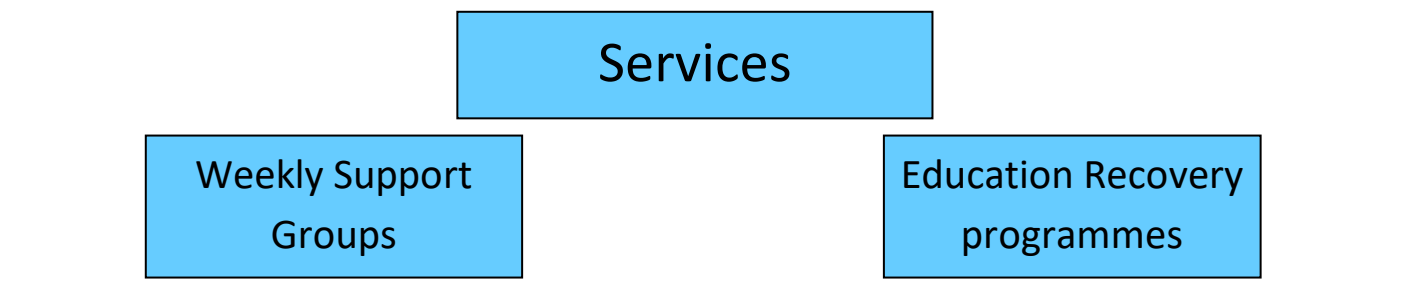 Services
Weekly Support
Groups
Education Recovery
programmes